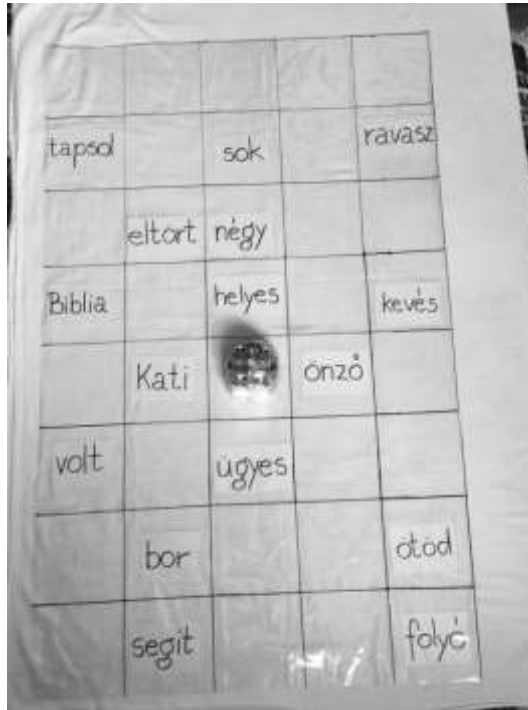 tapsol sok ravasz
eltört négy
Biblia helyes kevés
Kati önző
volt ügyes
bor ötöd
segít folyó